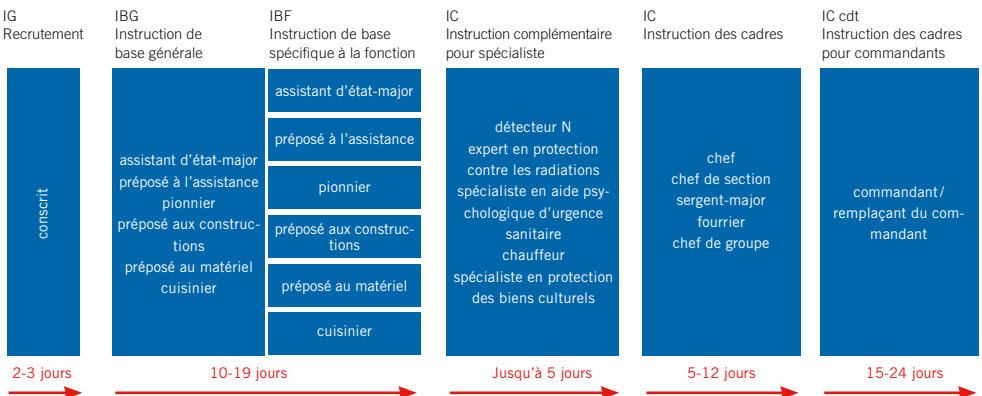 IG
Recrutement
IBG
Instruction de
base générale
IBF
Instruction de base
spécifique à la fonction
IC
Instruction complémentaire
pour spécialiste
IC
Instruction des cadres
IC cdt
Instruction des cadres
pour commandants
conscrit
assistant d'état-major
préposé à l'assistance
pionnier
préposé aux construc-
tions
préposé au matériel
cuisinier
assistant d'état-major
préposé à l'assistance
pionnier
préposé aux construc-
tions
préposé au matériel
cuisinier
détecteur N
expert en protection
contre les radiations
spécialiste en aide psy-
chologique d'urgence
sanitaire
chauffeur
spécialiste en protection
des biens culturels
chef
chef de section
sergent-major
fourrier
chef de groupe
commandant/
remplaçant du com-
mandant
2-3 jours
10-19 jours
Jusqu'à 5 jours
5-12 jours
15-24 jours